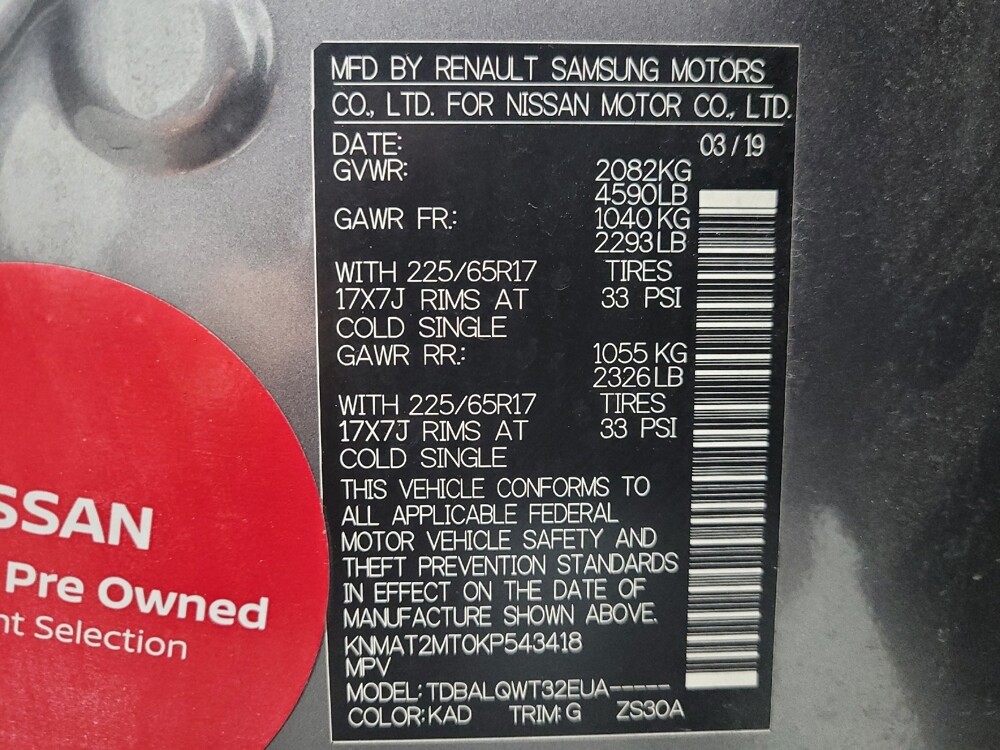 MFD BY RENAULT SAMSUNG MOTORS
CO., LTD. FOR NISSAN MOTOR CO., LTD.
DATE: 03/19
GVWR: 2082KG
4590LB
GAWR FR.: 1040KG
2293LB
WITH 225/65R17 TIRES
17X7J RIMS AT 33 PSI
COLD SINGLE
GAWR RR.: 1055KG
2326LB
WITH 225/65R17 TIRES
17X7J RIMS AT 33 PSI
COLD SINGLE
THIS VEHICLE CONFORMS TO
ALL APPLICABLE FEDERAL
MOTOR VEHICLE SAFETY AND
THEFT PREVENTION STANDARDS
IN EFFECT ON THE DATE OF
MANUFACTURE SHOWN ABOVE.
KNMAT2MT0KP543418
MPV
MODEL: TDBALQWT32EUA-----
COLOR: KAD TRIM: G ZS30A
SSAN
Pre Owned
nt Selection